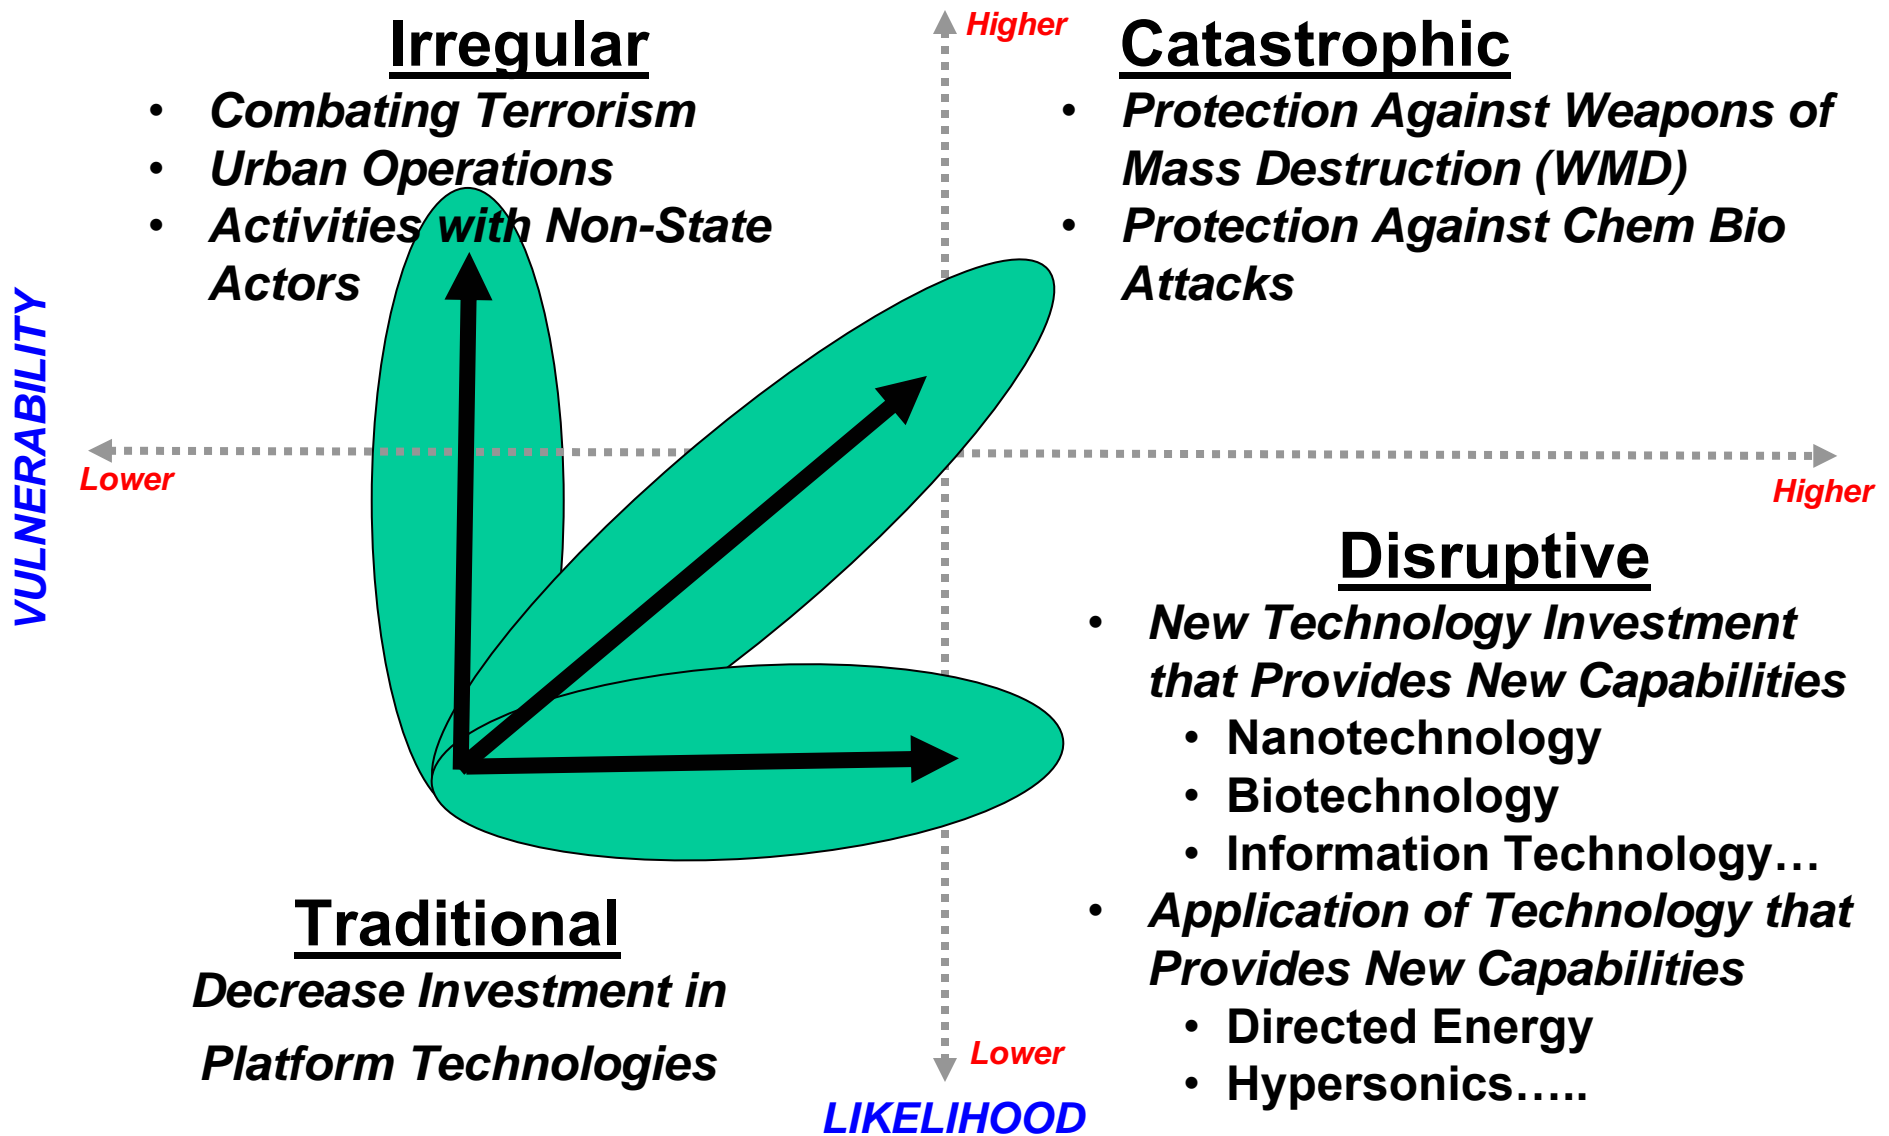 Irregular
• Combating Terrorism
• Urban Operations
• Activities with Non-State
Actors
Higher
Catastrophic
• Protection Against Weapons of
Mass Destruction (WMD)
• Protection Against Chem Bio
Attacks
VULNERABILITY
Lower
Higher
Disruptive
• New Technology Investment
that Provides New Capabilities
• Nanotechnology
• Biotechnology
• Information Technology…
• Application of Technology that
Provides New Capabilities
• Directed Energy
• Hypersonics…..
Traditional
Decrease Investment in
Platform Technologies
Lower
LIKELIHOOD